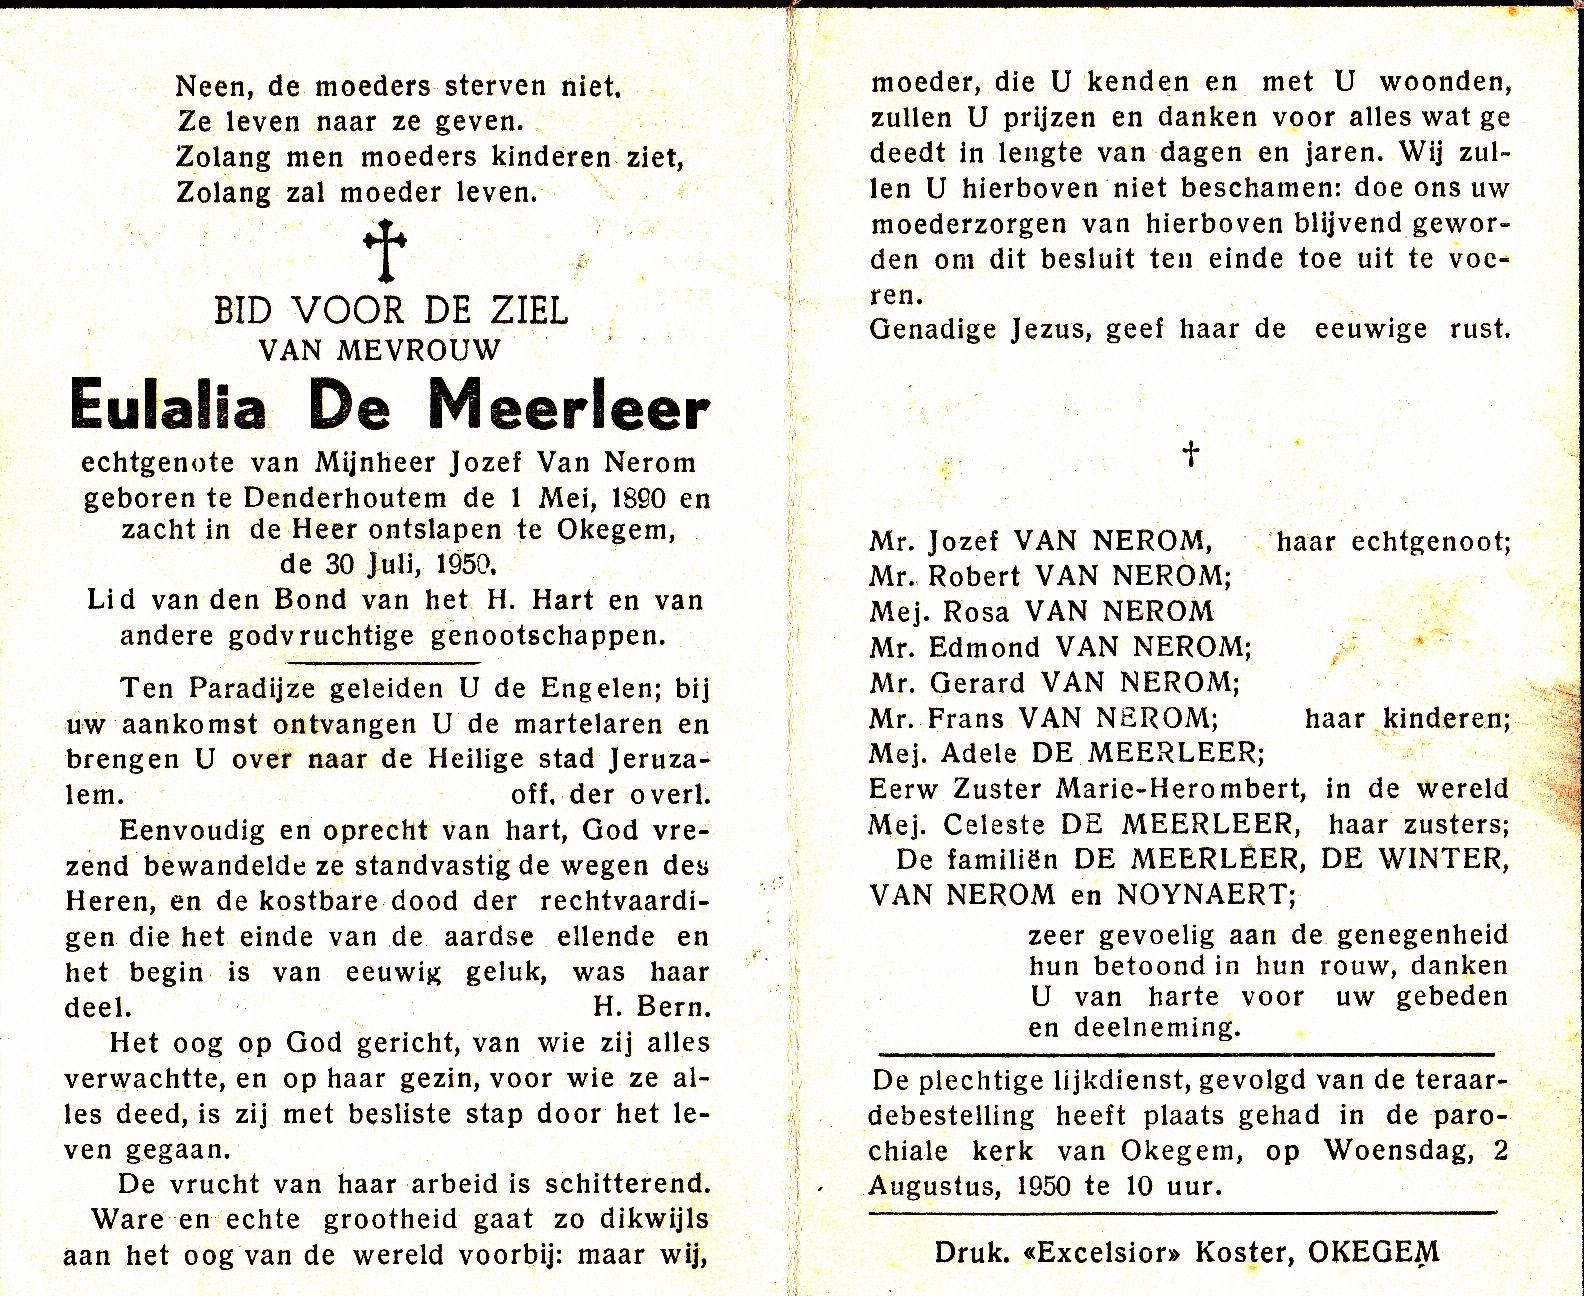 Neen, de moeders sterven niet.
Ze leven naar ze geven.
Zolang men moeders kinderen ziet,
Zolang zal moeder leven.
BID VOOR DE ZIEL
VAN MEVROUW
Eulalia De Meerleer
echtgenote van Mijnheer Jozef Van Nerom
geboren te Denderhoutem de 1 Mei, 1890 en
zacht in de Heer ontslapen te Okegem,
de 30 Juli, 1950.
Lid van den Bond van het H. Hart en van
andere godvruchtige genootschappen.
Ten Paradijze geleiden U de Engelen; bij
uw aankomst ontvangen U de martelaren en
brengen U over naar de Heilige stad Jeruza-
lem. off. der overl.
Eenvoudig en oprecht van hart, God vre-
zend bewandelde ze standvastig de wegen des
Heren, en de kostbare dood der rechtvaardi-
gen die het einde van de aardse ellende en
het begin is van eeuwig geluk, was haar
deel. H. Bern.
Het oog op God gericht, van wie zij alles
verwachtte, en op haar gezin, voor wie ze al-
les deed, is zij met besliste stap door het le-
ven gegaan.
De vrucht van haar arbeid is schitterend.
Ware en echte grootheid gaat zo dikwijls
aan het oog van de wereld voorbij: maar wij,
moeder, die U kenden en met U woonden,
zullen U prijzen en danken voor alles wat ge
deedt in lengte van dagen en jaren. Wij zul-
len U hierboven niet beschamen: doe ons uw
moederzorgen van hierboven blijvend gewor-
den om dit besluit ten einde toe uit te voe-
ren.
Genadige Jezus, geef haar de eeuwige rust.
Mr. Jozef VAN NEROM, haar echtgenoot;
Mr. Robert VAN NEROM;
Mej. Rosa VAN NEROM
Mr. Edmond VAN NEROM;
Mr. Gerard VAN NEROM;
Mr. Frans VAN NEROM; haar kinderen;
Mej. Adele DE MEERLEER;
Eerw Zuster Marie-Herombert, in de wereld
Mej. Celeste DE MEERLEER, haar zusters;
De familiën DE MEERLEER, DE WINTER,
VAN NEROM en NOYNAERT;
zeer gevoelig aan de genegenheid
hun betoond in hun rouw, danken
U van harte voor uw gebeden
en deelneming.
De plechtige lijkdienst, gevolgd van de teraar-
debestelling heeft plaats gehad in de paro-
chiale kerk van Okegem, op Woensdag, 2
Augustus, 1950 te 10 uur.
Druk. «Excelsior» Koster, OKEGEM